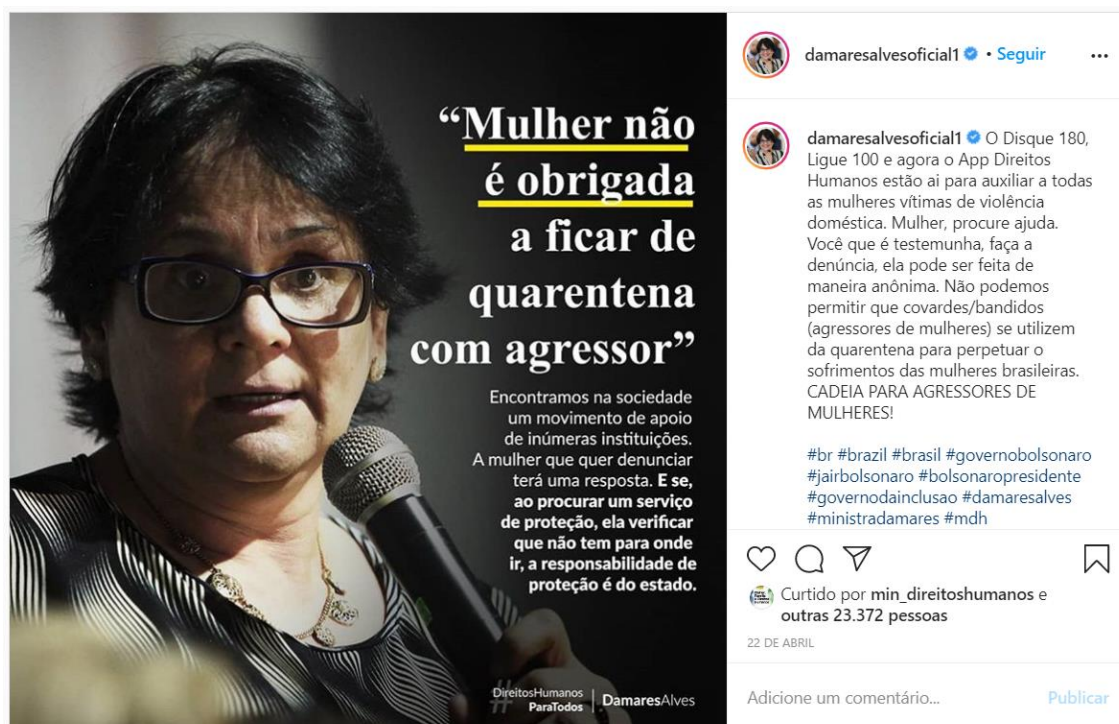 “Mulher não
é obrigada
a ficar de
quarentena
com agressor”
Encontramos na sociedade
um movimento de apoio
de inúmeras instituições.
A mulher que quer denunciar
terá uma resposta. E se,
ao procurar um serviço
de proteção, ela verificar
que não tem para onde
ir, a responsabilidade de
proteção é do estado.
#DireitosHumanos
ParaTodos | DamaresAlves
damaresalvesoficial1 • Seguir
damaresalvesoficial1 O Disque 180,
Ligue 100 e agora o App Direitos
Humanos estão ai para auxiliar a todas
as mulheres vítimas de violência
doméstica. Mulher, procure ajuda.
Você que é testemunha, faça a
denúncia, ela pode ser feita de
maneira anônima. Não podemos
permitir que covardes/bandidos
(agressores de mulheres) se utilizem
da quarentena para perpetuar o
sofrimentos das mulheres brasileiras.
CADEIA PARA AGRESSORES DE
MULHERES!
#br #brazil #brasil #governobolsonaro
#jairbolsonaro #bolsonaropresidente
#governodainclusao #damaresalves
#ministradamares #mdh
Curtido por min_direitoshumanos e
outras 23.372 pessoas
22 DE ABRIL
Adicione um comentário... Publicar